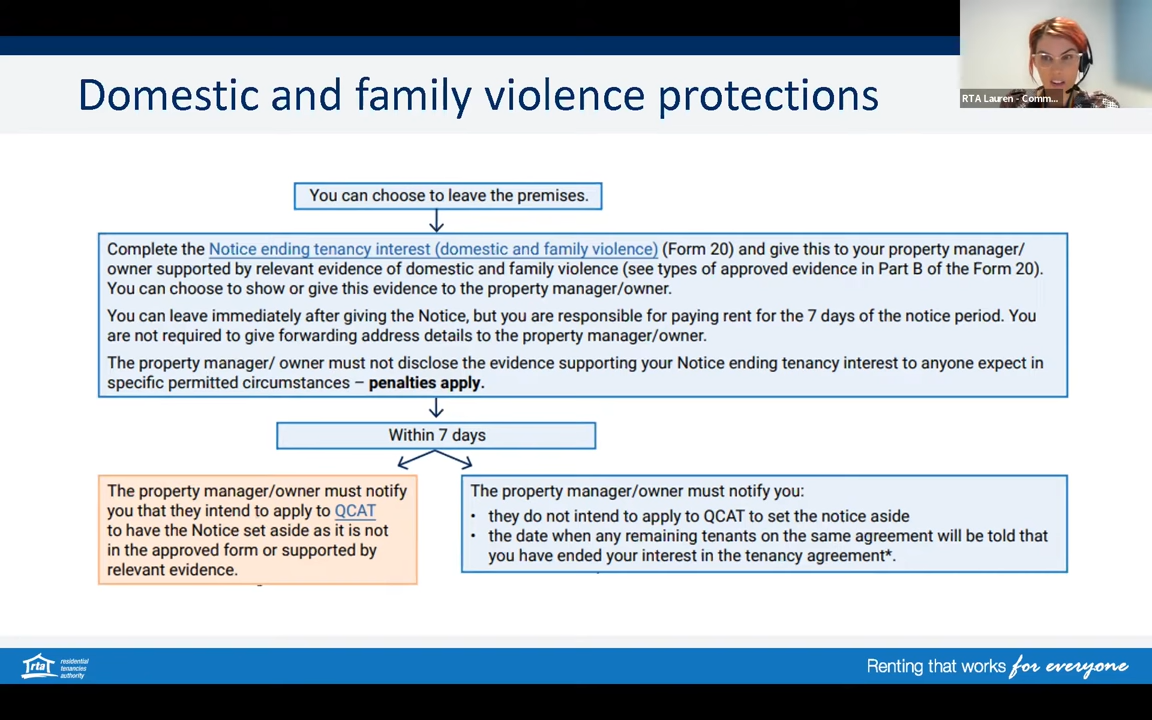 RTA Lauren - Comm...
Domestic and family violence protections
You can choose to leave the premises.
Complete the Notice ending tenancy interest (domestic and family violence) (Form 20) and give this to your property manager/
owner supported by relevant evidence of domestic and family violence (see types of approved evidence in Part B of the Form 20).
You can choose to show or give this evidence to the property manager/owner.
You can leave immediately after giving the Notice, but you are responsible for paying rent for the 7 days of the notice period. You
are not required to give forwarding address details to the property manager/owner.
The property manager/ owner must not disclose the evidence supporting your Notice ending tenancy interest to anyone expect in
specific permitted circumstances – penalties apply.
Within 7 days
The property manager/owner must notify
you that they intend to apply to QCAT
to have the Notice set aside as it is not
in the approved form or supported by
relevant evidence.
The property manager/owner must notify you:
• they do not intend to apply to QCAT to set the notice aside
• the date when any remaining tenants on the same agreement will be told that
you have ended your interest in the tenancy agreement*.
rta
residential
tenancies
authority
Renting that works for everyone